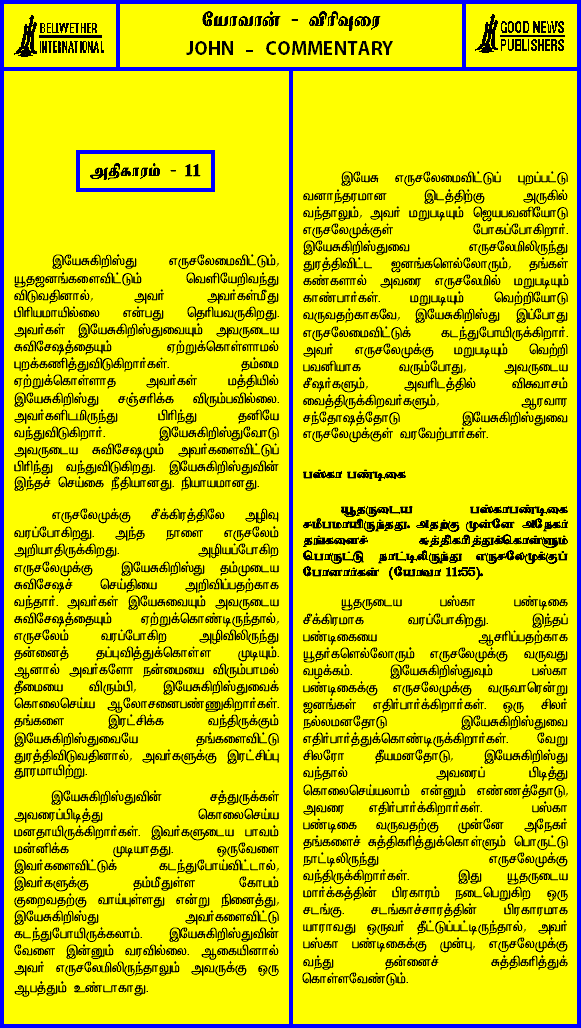 BELWETHER
INTERNATIONAL
யோவான் - விரிவுரை
JOHN - COMMENTARY
GOOD NEWS
PUBLISHERS
அதிகாரம் - 11
இயேசுகிறிஸ்து எருசலேமைவிட்டும்,
யூதஜனங்களைவிட்டும் வெளியேறிவந்து
விடுவதினால், அவர் அவர்கள்மீது
பிரியமாயில்லை என்பது தெரியவருகிறது.
அவர்கள் இயேசுகிறிஸ்துவையும் அவருடைய
சுவிசேஷத்தையும் ஏற்றுக்கொள்ளாமல்
புறக்கணித்துவிடுகிறார்கள். தம்மை
ஏற்றுக்கொள்ளாத அவர்கள் மத்தியில்
இயேசுகிறிஸ்து சஞ்சரிக்க விரும்பவில்லை.
அவர்களிடமிருந்து பிரிந்து தனியே
வந்துவிடுகிறார். இயேசுகிறிஸ்துவோடு
அவருடைய சுவிசேஷமும் அவர்களைவிட்டுப்
பிரிந்து வந்துவிடுகிறது. இயேசுகிறிஸ்துவின்
இந்தச் செய்கை நீதியானது. நியாயமானது.
எருசலேமுக்கு சீக்கிரத்திலே அழிவு
வரப்போகிறது. அந்த நாளை எருசலேம்
அறியாதிருக்கிறது. அழியப்போகிற
எருசலேமுக்கு இயேசுகிறிஸ்து தம்முடைய
சுவிசேஷச் செய்தியை அறிவிப்பதற்காக
வந்தார். அவர்கள் இயேசுவையும் அவருடைய
சுவிசேஷத்தையும் ஏற்றுக்கொண்டிருந்தால்,
எருசலேம் வரப்போகிற அழிவிலிருந்து
தன்னைத் தப்புவித்துக்கொள்ள முடியும்.
ஆனால் அவர்களோ நன்மையை விரும்பாமல்
தீமையை விரும்பி, இயேசுகிறிஸ்துவைக்
கொலைசெய்ய ஆலோசனைபண்ணுகிறார்கள்.
தங்களை இரட்சிக்க வந்திருக்கும்
இயேசுகிறிஸ்துவையே தங்களைவிட்டு
துரத்திவிடுவதினால், அவர்களுக்கு இரட்சிப்பு
தூரமாயிற்று.
இயேசுகிறிஸ்துவின் சத்துருக்கள்
அவரைப்பிடித்து கொலைசெய்ய
மனதாயிருக்கிறார்கள். இவர்களுடைய பாவம்
மன்னிக்க முடியாதது. ஒருவேளை
இவர்களைவிட்டுக் கடந்துபோய்விட்டால்,
இவர்களுக்கு தம்மீதுள்ள கோபம்
குறைவதற்கு வாய்புள்ளது என்று நினைத்து,
இயேசுகிறிஸ்து அவர்களைவிட்டு
கடந்துபோயிருக்கலாம். இயேசுகிறிஸ்துவின்
வேளை இன்னும் வரவில்லை. ஆகையினால்
அவர் எருசலேமிலிருந்தாலும் அவருக்கு ஒரு
ஆபத்தும் உண்டாகாது.
இயேசு எருசலேமைவிட்டுப் புறப்பட்டு
வனாந்தரமான இடத்திற்கு அருகில்
வந்தாலும், அவர் மறுபடியும் ஜெயபவனியோடு
எருசலேமுக்குள் போகப்போகிறார்.
இயேசுகிறிஸ்துவை எருசலேமிலிருந்து
துரத்திவிட்ட ஜனங்களெல்லோரும், தங்கள்
கண்களால் அவரை எருசலேமில் மறுபடியும்
காண்பார்கள். மறுபடியும் வெற்றியோடு
வருவதற்காகவே, இயேசுகிறிஸ்து இப்போது
எருசலேமைவிட்டுக் கடந்துபோயிருக்கிறார்.
அவர் எருசலேமுக்கு மறுபடியும் வெற்றி
பவனியாக வரும்போது, அவருடைய
சீஷர்களும், அவரிடத்தில் விசுவாசம்
வைத்திருக்கிறவர்களும், ஆரவார
சந்தோஷத்தோடு இயேசுகிறிஸ்துவை
எருசலேமுக்குள் வரவேற்பார்கள்.
பஸ்கா பண்டிகை
யூதருடைய பஸ்காபண்டிகை
சமீபமாயிருந்தது. அதற்கு முன்னே அநேகர்
தங்களைச் சுத்திகரித்துக்கொள்ளும்
பொருட்டு நாட்டிலிருந்து எருசலேமுக்குப்
போனார்கள் (யோவா 11:55).
யூதருடைய பஸ்கா பண்டிகை
சீக்கிரமாக வரப்போகிறது. இந்தப்
பண்டிகையை ஆசரிப்பதற்காக
யூதர்களெல்லோரும் எருசலேமுக்கு வருவது
வழக்கம். இயேசுகிறிஸ்துவும் பஸ்கா
பண்டிகைக்கு எருசலேமுக்கு வருவாரென்று
ஜனங்கள் எதிர்பார்க்கிறார்கள். ஒரு சிலர்
நல்லமனதோடு இயேசுகிறிஸ்துவை
எதிர்பார்த்துக்கொண்டிருக்கிறார்கள். வேறு
சிலரோ தீயமனதோடு, இயேசுகிறிஸ்து
வந்தால் அவரைப் பிடித்து
கொலைசெய்யலாம் என்னும் எண்ணத்தோடு,
அவரை எதிர்பார்க்கிறார்கள். பஸ்கா
பண்டிகை வருவதற்கு முன்னே அநேகர்
தங்களைச் சுத்திகரித்துக்கொள்ளும் பொருட்டு
நாட்டிலிருந்து எருசலேமுக்கு
வந்திருக்கிறார்கள். இது யூதருடைய
மார்க்கத்தின் பிரகாரம் நடைபெறுகிற ஒரு
சடங்கு. சடங்காச்சாரத்தின் பிரகாரமாக
யாராவது ஒருவர் தீட்டுப்பட்டிருந்தால், அவர்
பஸ்கா பண்டிகைக்கு முன்பு, எருசலேமுக்கு
வந்து தன்னைச் சுத்திகரித்துக்
கொள்ளவேண்டும்.